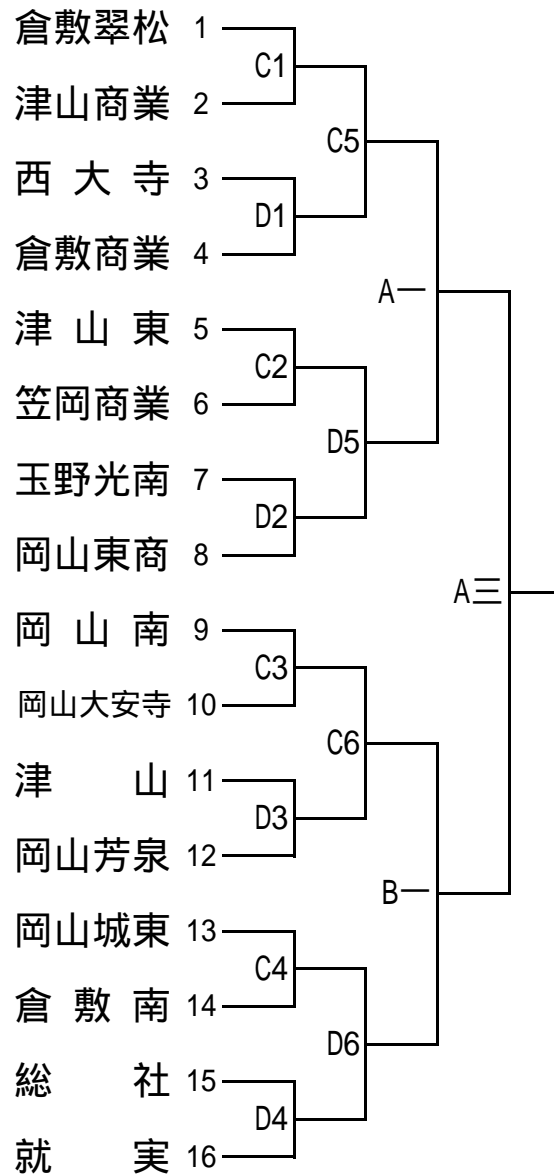 倉敷翠松 1
C1
津山商業 2
C5
西大寺 3
D1
倉敷商業 4
A一
津山東 5
C2
笠岡商業 6
D5
玉野光南 7
D2
岡山東商 8
A三
岡山南 9
C3
岡山大安寺 10
C6
津山 11
D3
岡山芳泉 12
B一
岡山城東 13
C4
倉敷南 14
D6
総社 15
D4
就実 16